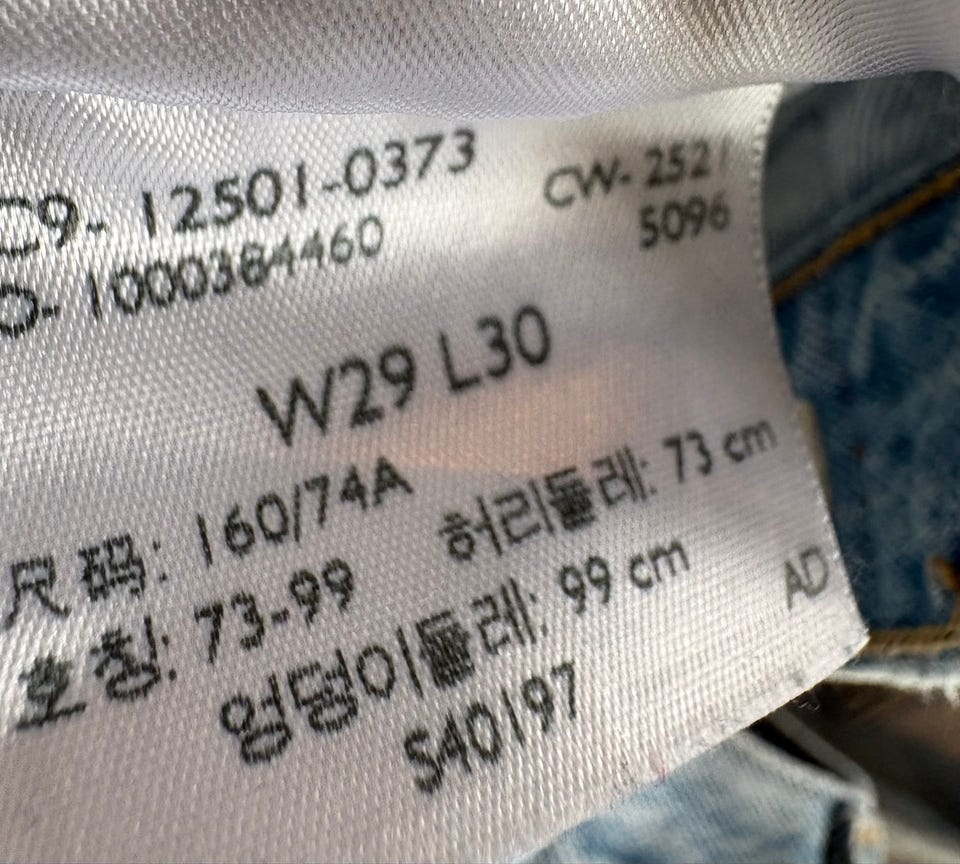 C9- 12501-0373
CW- 2521
O- 1000384460
5096
W29 L30
尺 码: 160/74A
허리둘레: 73 cm
호칭: 73-99
엉덩이둘레: 99 cm
AD
S40197